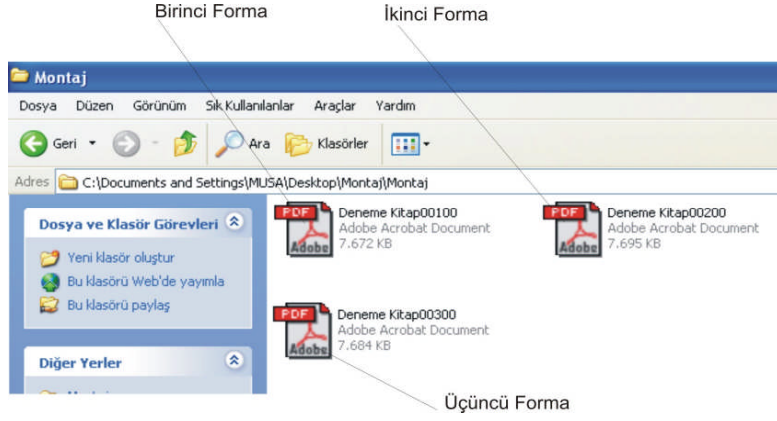 Birinci Forma
İkinci Forma
Montaj
Dosya Düzen Görünüm Sık Kullanılanlar Araçlar Yardım
Geri Ara Klasörler
Adres C:\Documents and Settings\MUSA\Desktop\Montaj\Montaj
Dosya ve Klasör Görevleri
Yeni klasör oluştur
Bu klasörü Web'de yayımla
Bu klasörü paylaş
Diğer Yerler
PDF
Adobe
Deneme Kitap00100
Adobe Acrobat Document
7.672 KB
PDF
Adobe
Deneme Kitap00200
Adobe Acrobat Document
7.695 KB
PDF
Adobe
Deneme Kitap00300
Adobe Acrobat Document
7.684 KB
Üçüncü Forma